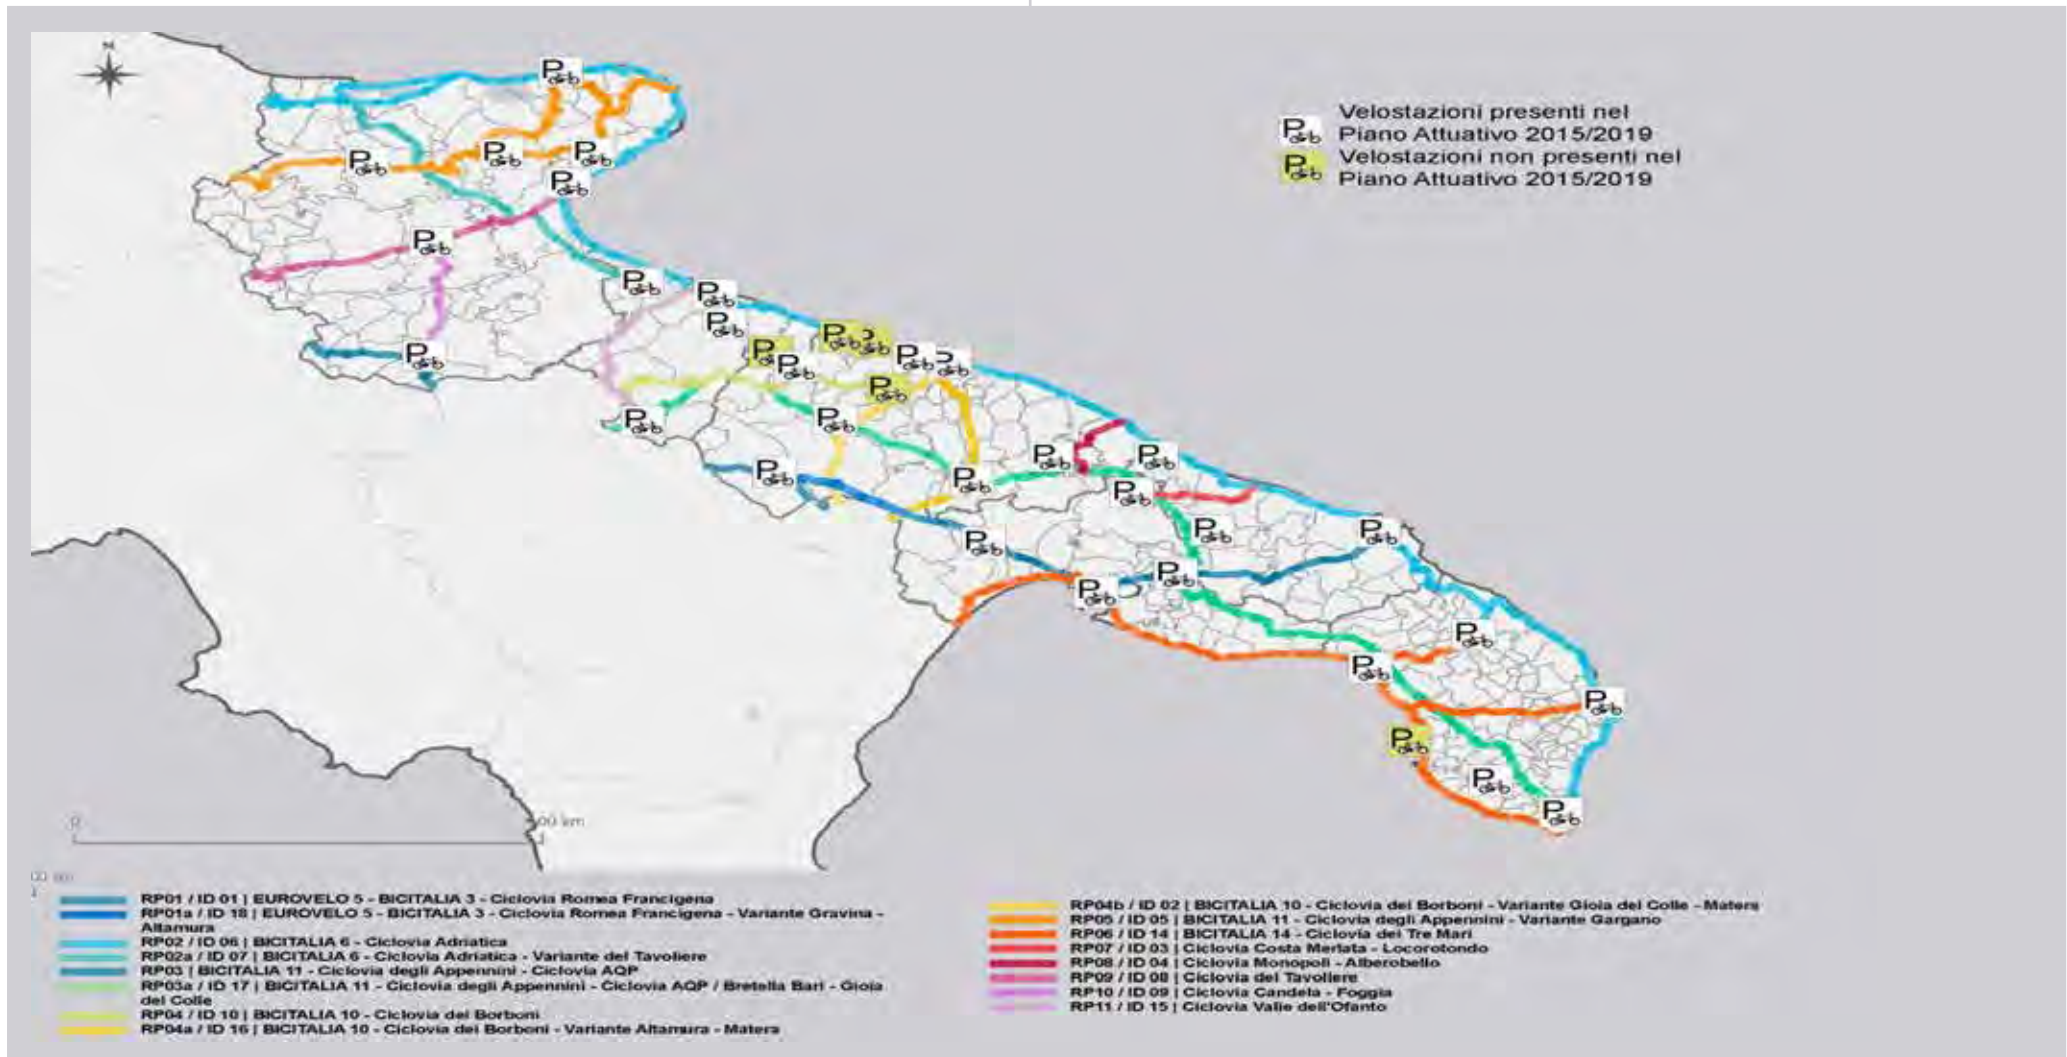 N
Velostazioni presenti nel
Piano Attuativo 2015/2019
Velostazioni non presenti nel
Piano Attuativo 2015/2019
0
00 km
RP01 / ID 01 | EUROVELO 5 - BICITALIA 3 - Ciclovia Romea Francigena
RP01a / ID 18 | EUROVELO 5 - BICITALIA 3 - Ciclovia Romea Francigena - Variante Gravina -
Altamura
RP02 / ID 06 | BICITALIA 6 - Ciclovia Adriatica
RP02a / ID 07 | BICITALIA 6 - Ciclovia Adriatica - Variante del Tavoliere
RP03 | BICITALIA 11 - Ciclovia degli Appennini - Ciclovia AQP
RP03a / ID 17 | BICITALIA 11 - Ciclovia degli Appennini - Ciclovia AQP / Bretella Bari - Gioia
del Colle
RP04 / ID 10 | BICITALIA 10 - Ciclovia dei Borboni
RP04a / ID 16 | BICITALIA 10 - Ciclovia dei Borboni - Variante Altamura - Matera
RP04b / ID 02 | BICITALIA 10 - Ciclovia dei Borboni - Variante Gioia del Colle - Matera
RP05 / ID 05 | BICITALIA 11 - Ciclovia degli Appennini - Variante Gargano
RP06 / ID 14 | BICITALIA 14 - Ciclovia dei Tre Mari
RP07 / ID 03 | Ciclovia Costa Merlata - Locorotondo
RP08 / ID 04 | Ciclovia Monopoli - Alberobello
RP09 / ID 08 | Ciclovia del Tavoliere
RP10 / ID 09 | Ciclovia Candela - Foggia
RP11 / ID 15 | Ciclovia Valle dell'Ofanto